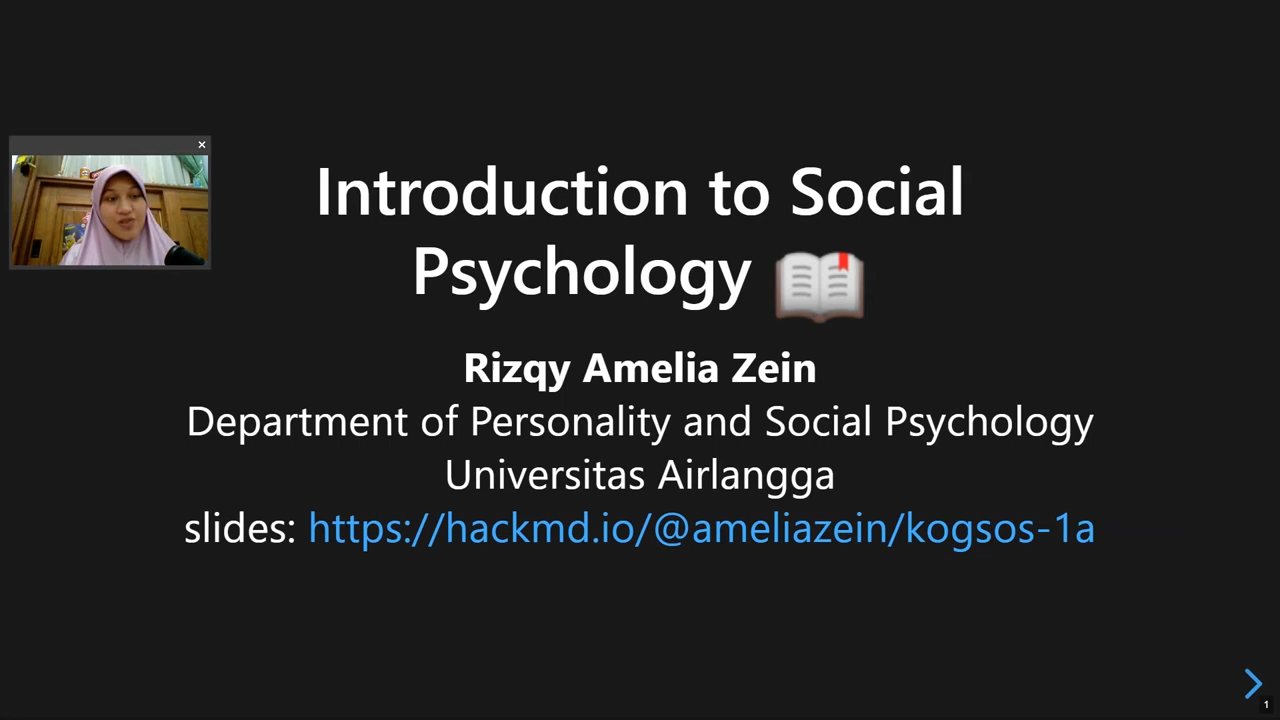 Introduction to Social
Psychology
Rizqy Amelia Zein
Department of Personality and Social Psychology
Universitas Airlangga
slides: https://hackmd.io/@ameliazein/kogsos-1a
1